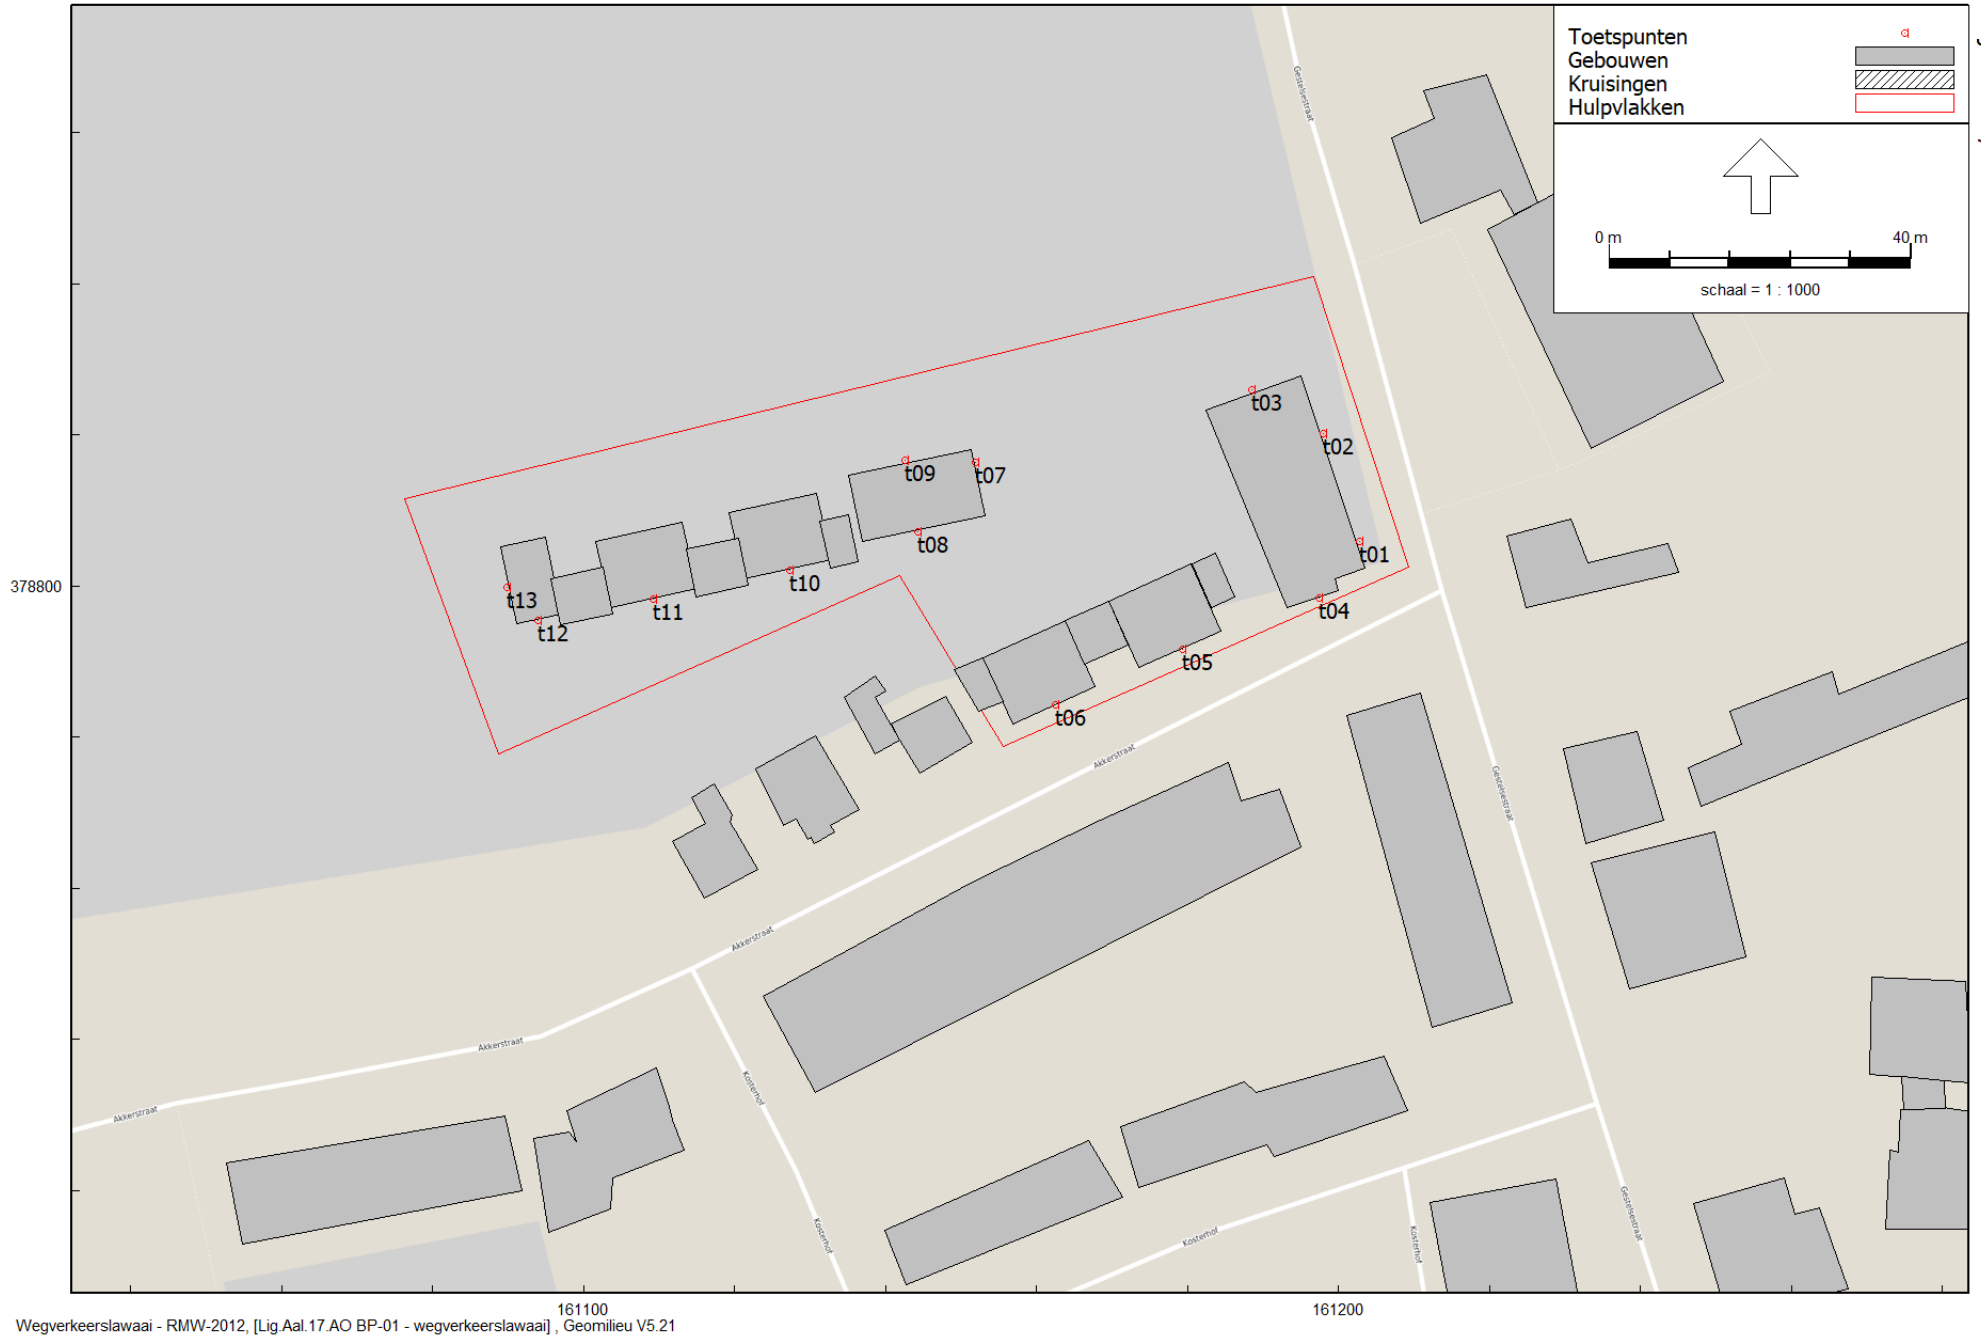 Toetspunten
Gebouwen
Kruisingen
Hulpvlakken
0 m 40 m
schaal = 1 : 1000
Gestelsestraat
t03
t02
t09
t07
t08
t01
t10
t13
t11
t12
t04
t05
t06
378800
Akkerstraat
Gestelsestraat
Akkerstraat
Akkerstraat
Kosterhof
Akkerstraat
Kosterhof
Kosterhof
Kosterhof
Gestelsestraat
161100 161200
Wegverkeerslawaai - RMW-2012, [Lig.Aal.17.AO BP-01 - wegverkeerslawaai] , Geomilieu V5.21